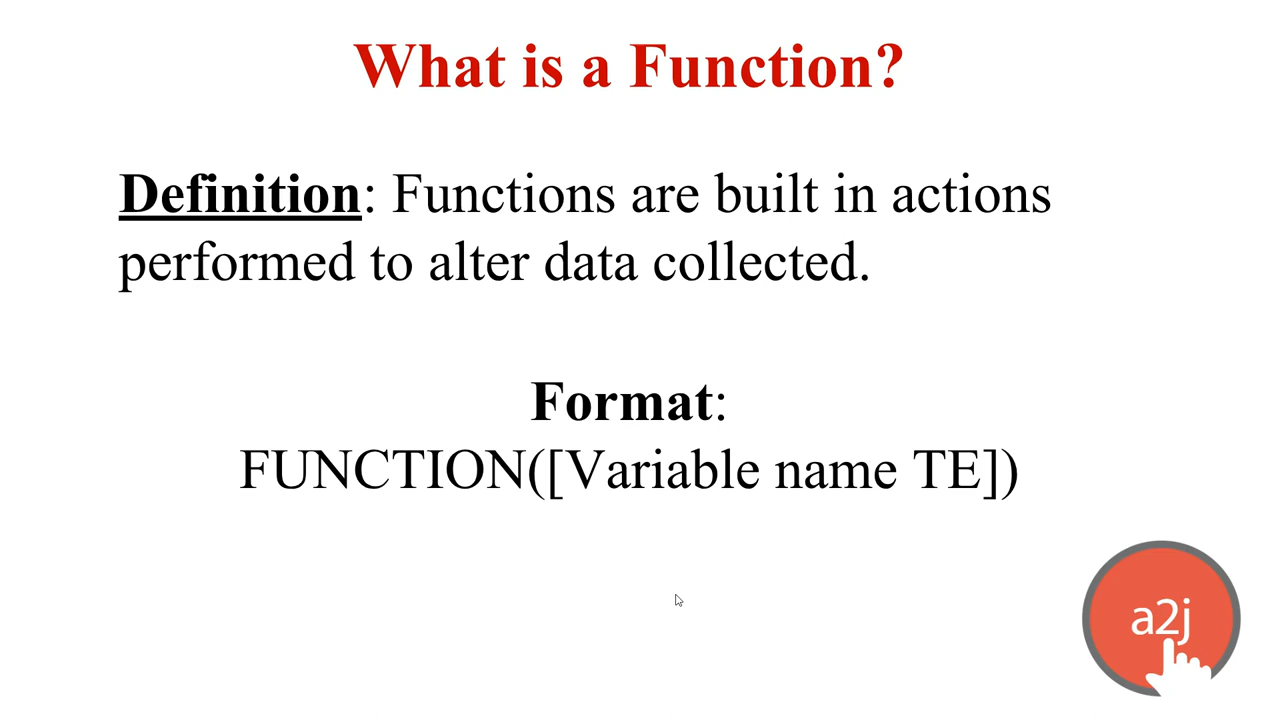 What is a Function?
Definition: Functions are built in actions
performed to alter data collected.
Format:
FUNCTION([Variable name TE])
a2j